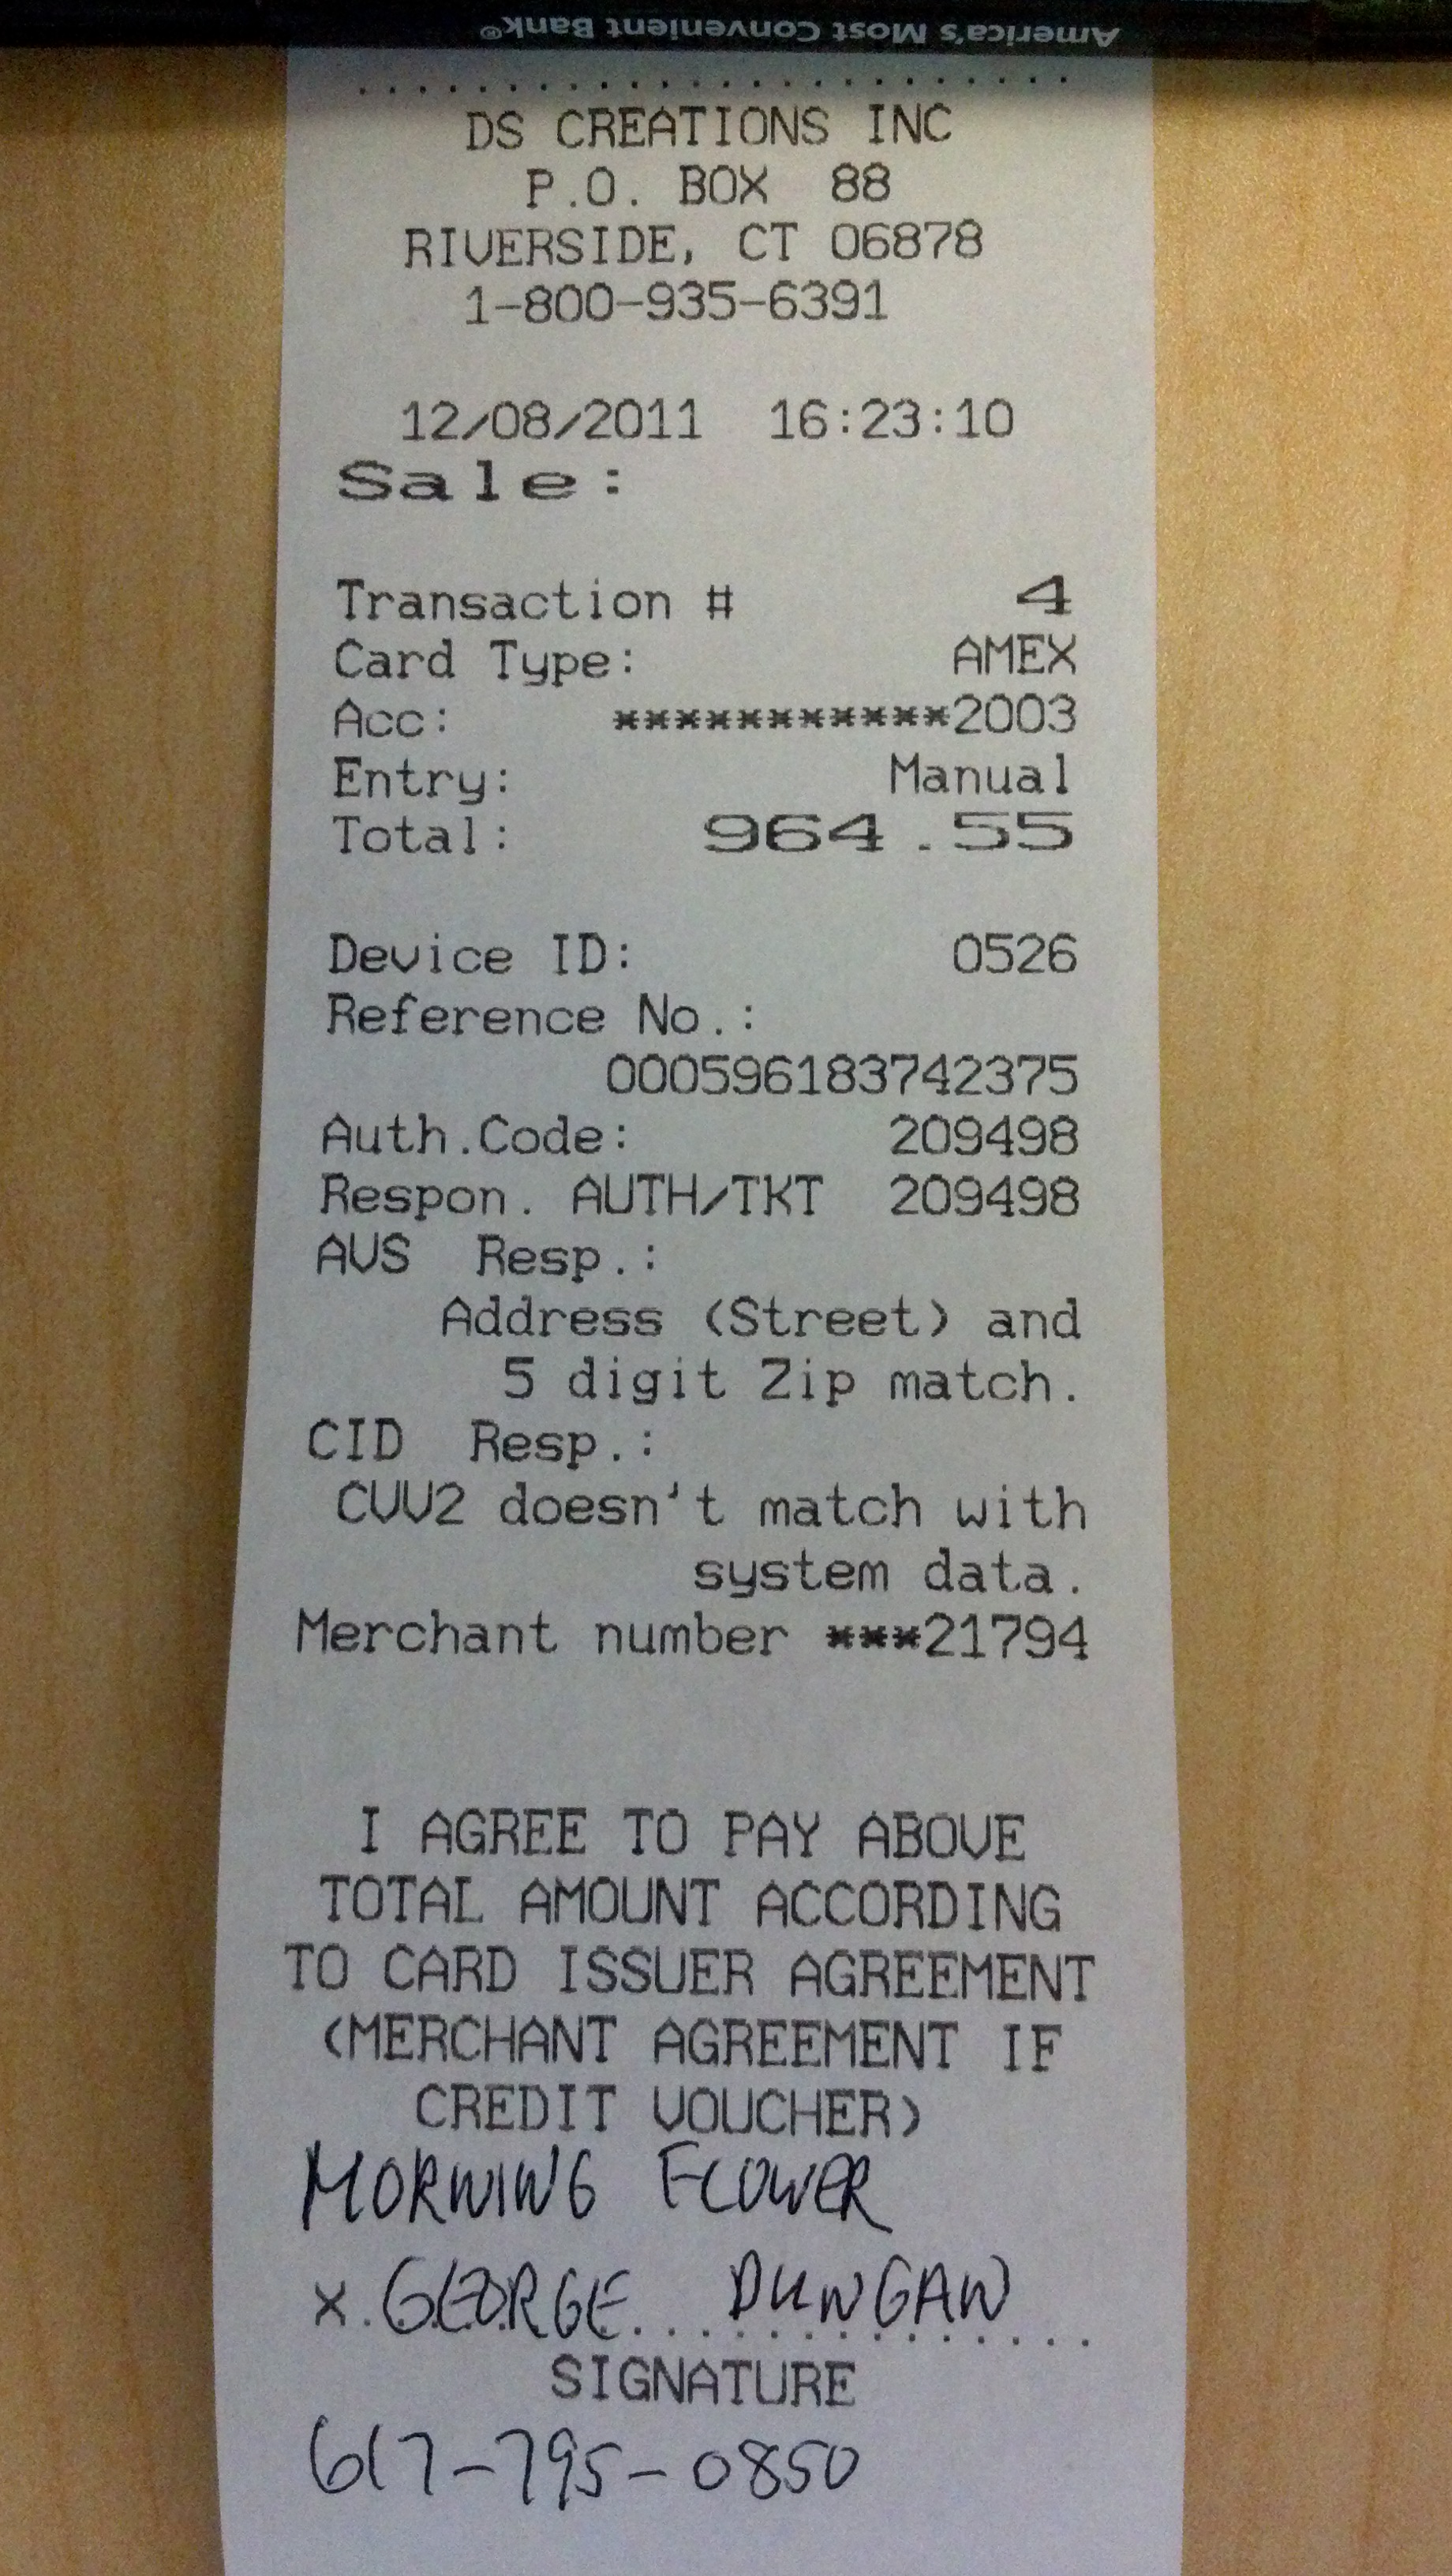 America's Most Convenient Bank®
........................
DS CREATIONS INC
P.O. BOX 88
RIVERSIDE, CT 06878
1-800-935-6391
12/08/2011 16:23:10
Sale:
Transaction # 4
Card Type: AMEX
Acc: ***********2003
Entry: Manual
Total: 964.55
Device ID: 0526
Reference No.:
000596183742375
Auth.Code: 209498
Respon. AUTH/TKT 209498
AVS Resp.:
Address (Street) and
5 digit Zip match.
CID Resp.:
CVV2 doesn't match with
system data.
Merchant number ***21794
I AGREE TO PAY ABOVE
TOTAL AMOUNT ACCORDING
TO CARD ISSUER AGREEMENT
(MERCHANT AGREEMENT IF
CREDIT VOUCHER)
MORNING FLOWER
X.GEORGE...DUNGAN......
SIGNATURE
617-795-0850